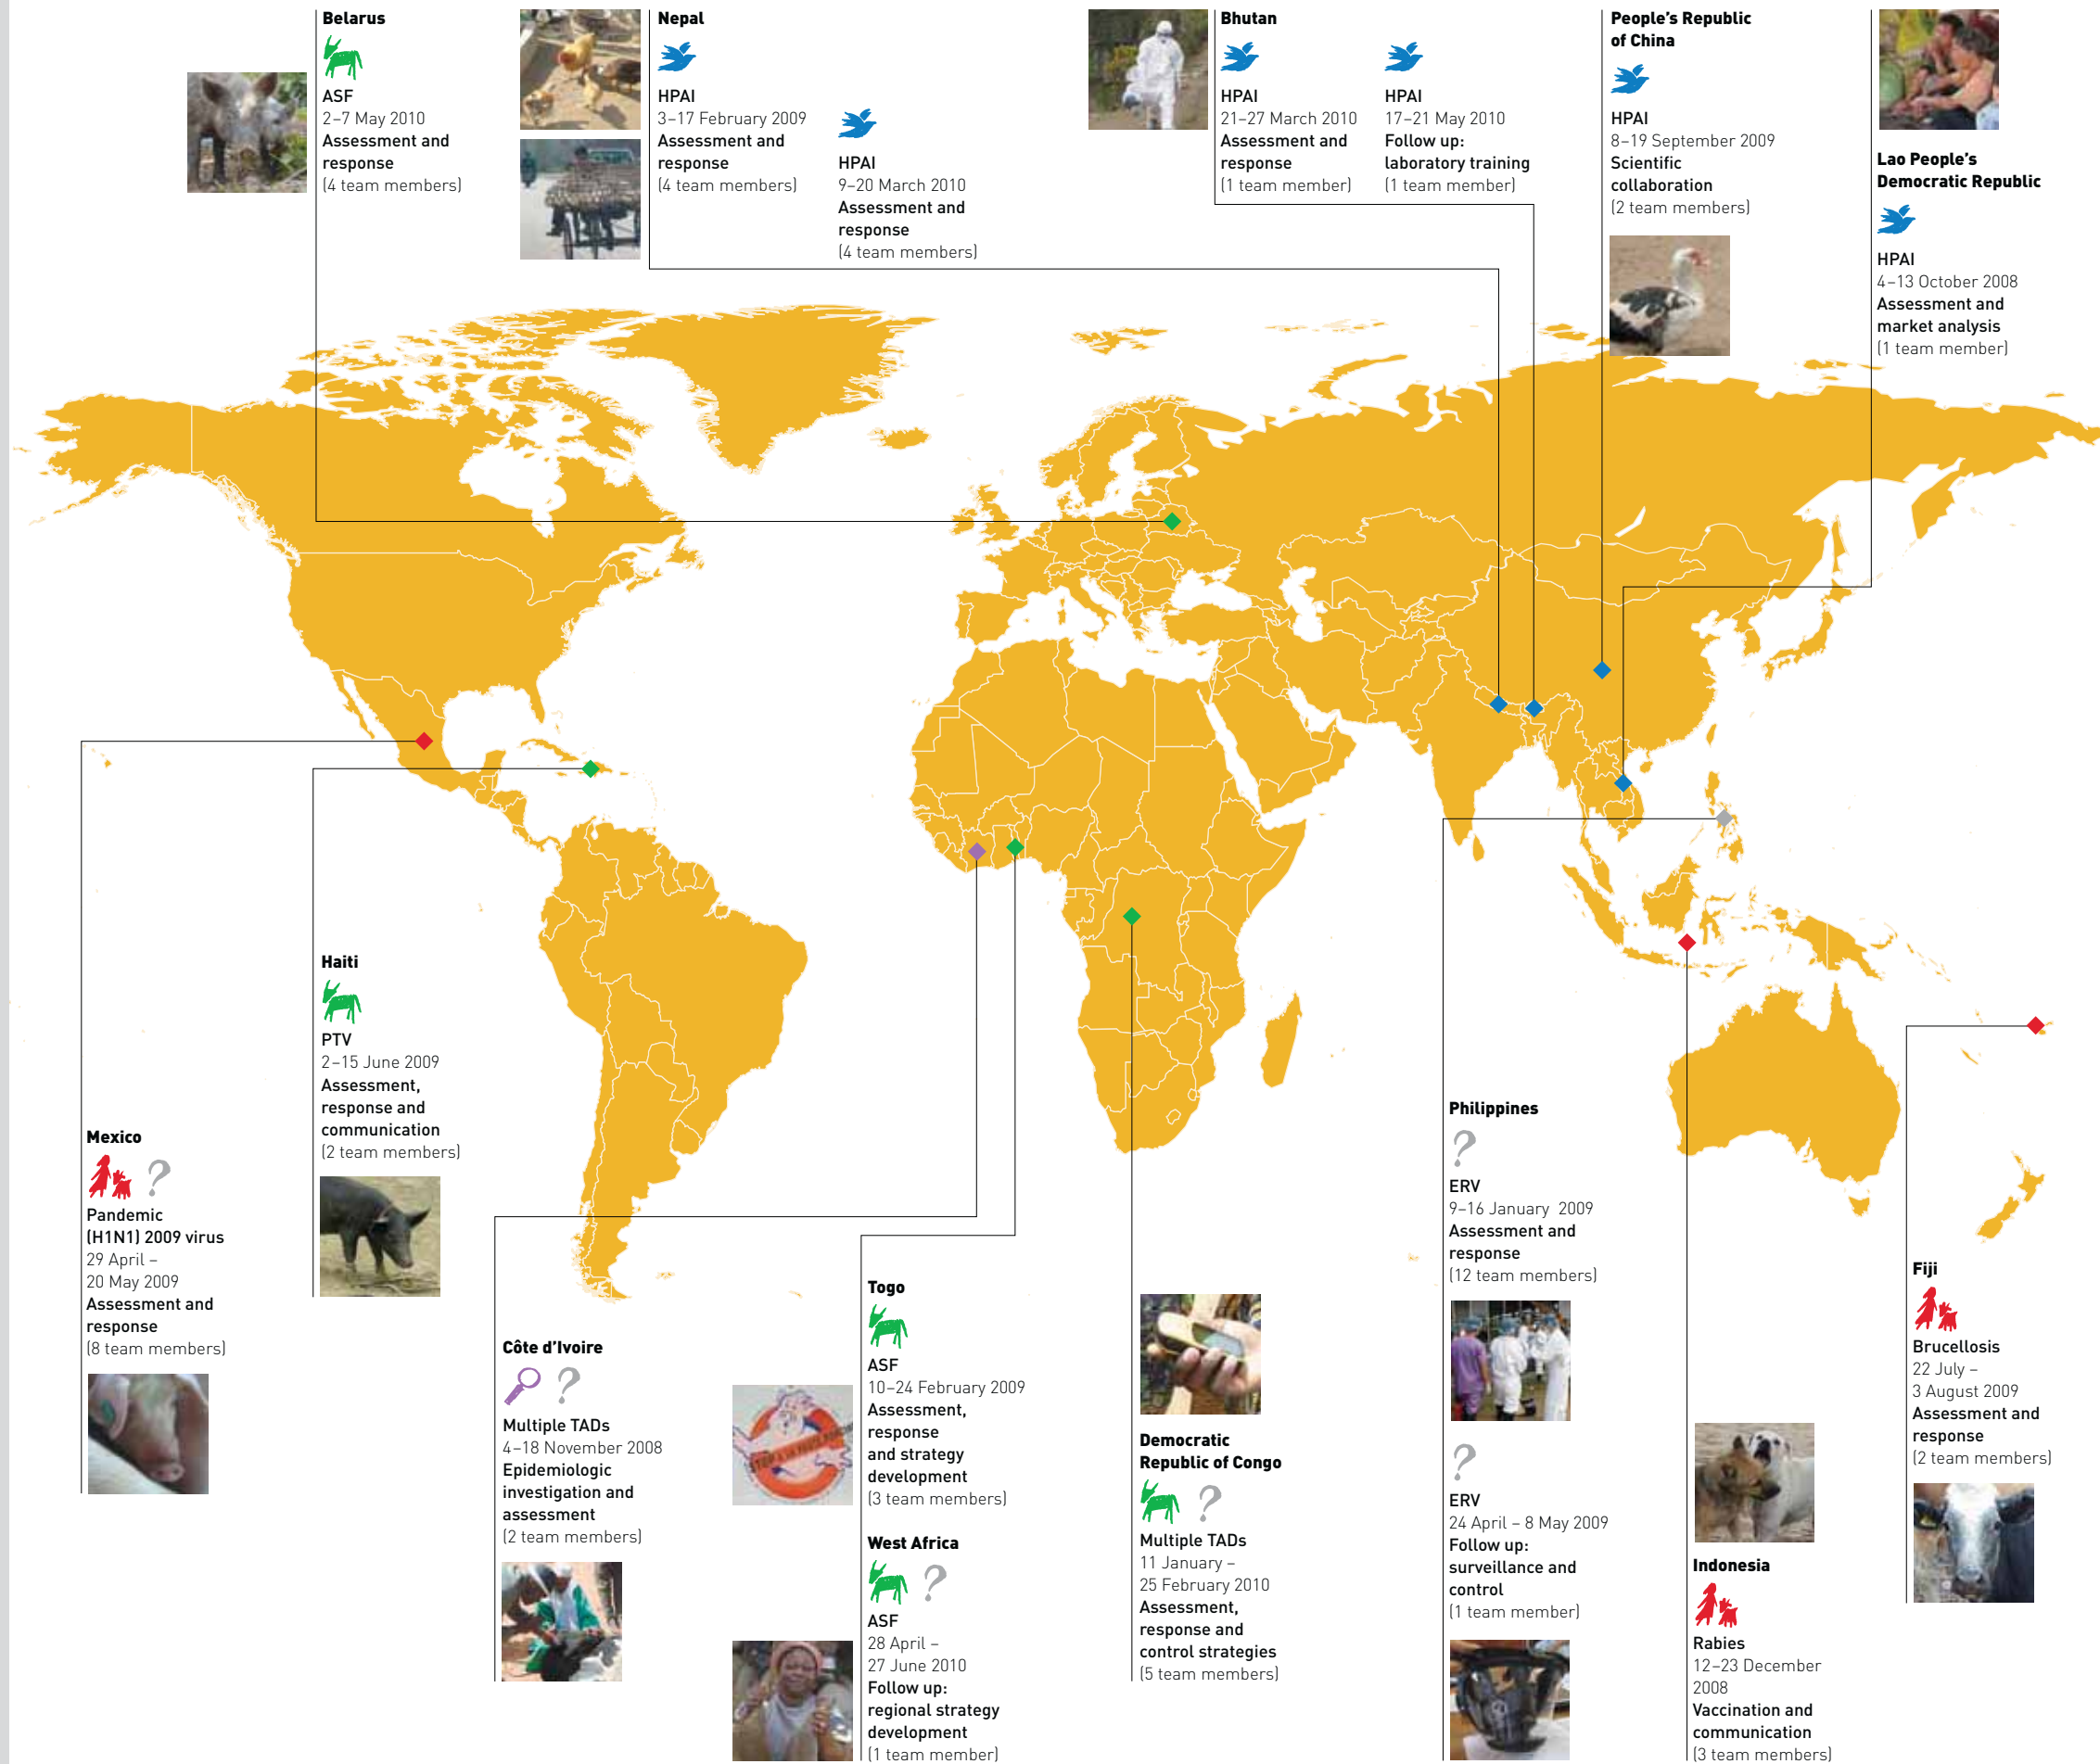 Belarus
ASF
2–7 May 2010
Assessment and
response
(4 team members)
Nepal
HPAI
3–17 February 2009
Assessment and
response
(4 team members)
HPAI
9–20 March 2010
Assessment and
response
(4 team members)
Bhutan
HPAI
21–27 March 2010
Assessment and
response
(1 team member)
HPAI
17–21 May 2010
Follow up:
laboratory training
(1 team member)
People's Republic
of China
HPAI
8–19 September 2009
Scientific
collaboration
(2 team members)
Lao People's
Democratic Republic
HPAI
4–13 October 2008
Assessment and
market analysis
(1 team member)
Mexico
?
Pandemic
(H1N1) 2009 virus
29 April –
20 May 2009
Assessment and
response
(8 team members)
Haiti
PTV
2–15 June 2009
Assessment,
response and
communication
(2 team members)
Côte d'Ivoire
?
Multiple TADs
4–18 November 2008
Epidemiologic
investigation and
assessment
(2 team members)
Togo
ASF
10–24 February 2009
Assessment,
response
and strategy
development
(3 team members)
West Africa
?
ASF
28 April –
27 June 2010
Follow up:
regional strategy
development
(1 team member)
Democratic
Republic of Congo
?
Multiple TADs
11 January –
25 February 2010
Assessment,
response and
control strategies
(5 team members)
Philippines
?
ERV
9–16 January 2009
Assessment and
response
(12 team members)
?
ERV
24 April – 8 May 2009
Follow up:
surveillance and
control
(1 team member)
Indonesia
Rabies
12–23 December
2008
Vaccination and
communication
(3 team members)
Fiji
Brucellosis
22 July –
3 August 2009
Assessment and
response
(2 team members)
STOP